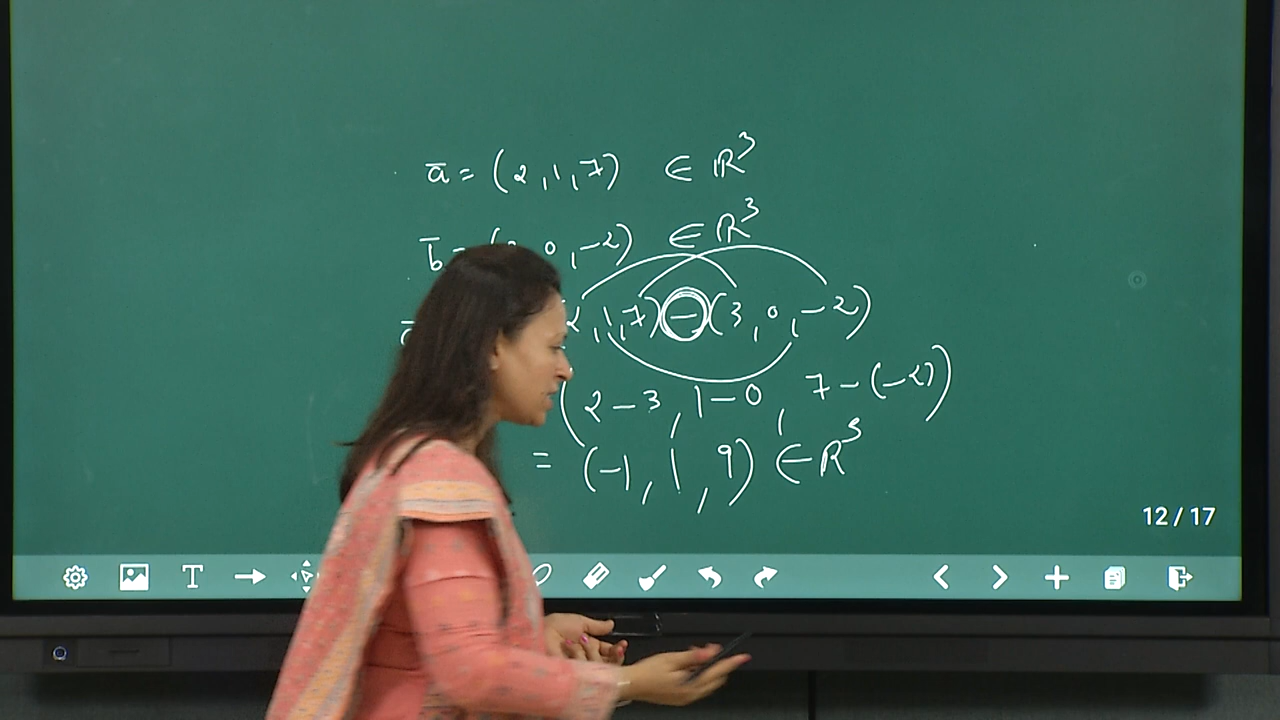 ā = (2, 1, 7) ∈ ℝ³
b̄ = ( 0, -2) ∈ ℝ³
2, 1, 7) - (3, 0, -2)
(2 - 3, 1 - 0, 7 - (-2))
= (-1, 1, 9) ∈ ℝ³
12 / 17
T